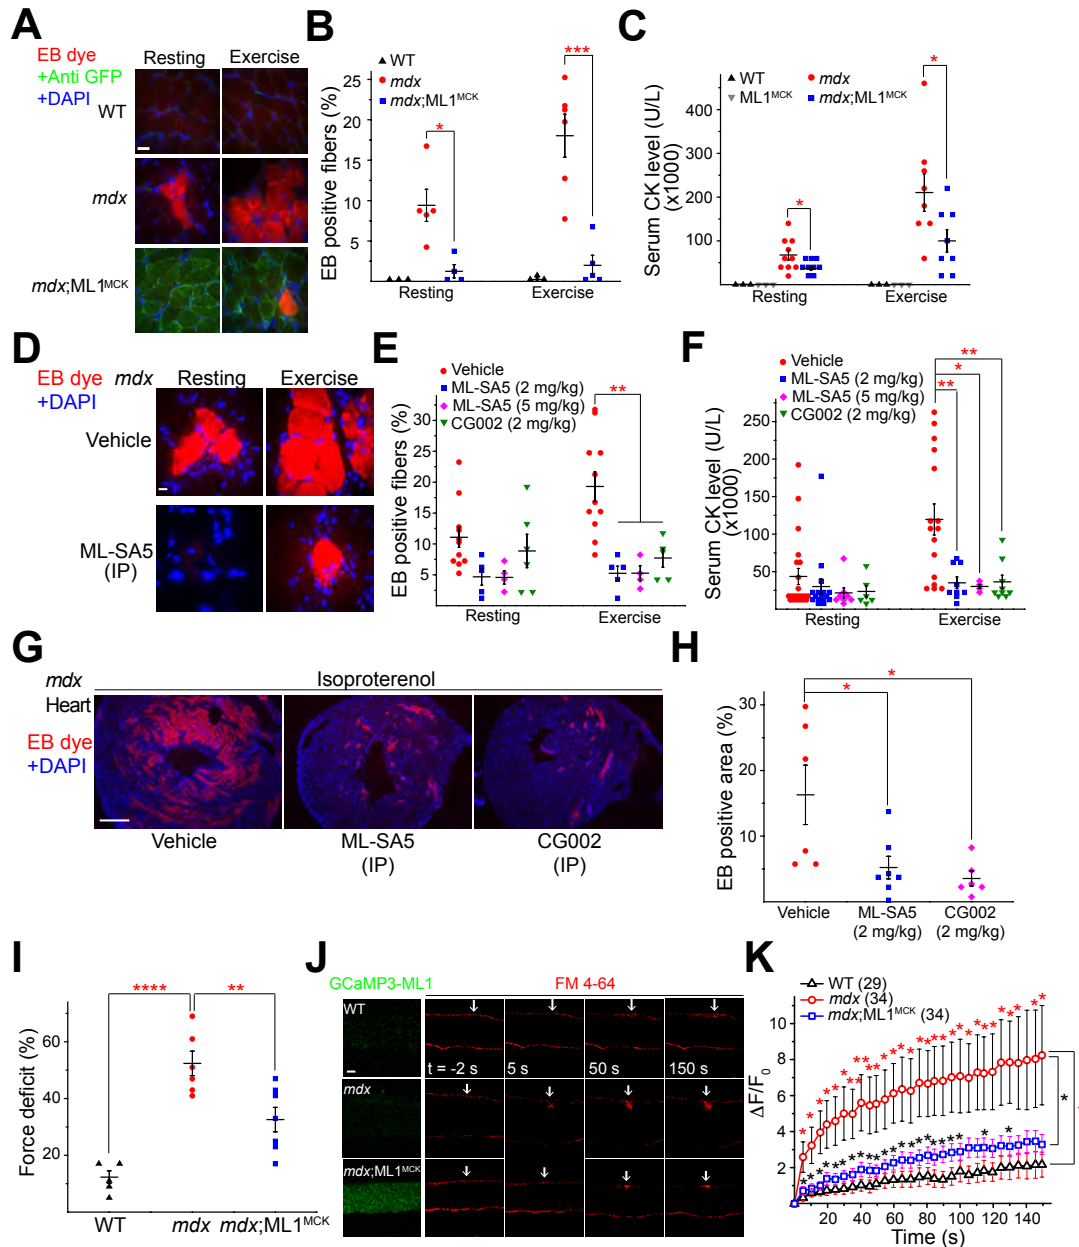 A
EB dye
+Anti GFP
+DAPI
Resting
Exercise
WT
mdx
mdx;ML1MCK
B
WT
mdx
mdx;ML1MCK
***
*
EB positive fibers (%)
25
20
15
10
5
Resting
Exercise
C
WT
mdx
ML1MCK
mdx;ML1MCK
*
*
Serum CK level (U/L)
(x1000)
400
300
200
100
Resting
Exercise
D
EB dye
+DAPI
mdx
Resting
Exercise
Vehicle
ML-SA5
(IP)
E
Vehicle
ML-SA5 (2 mg/kg)
ML-SA5 (5 mg/kg)
CG002 (2 mg/kg)
**
EB positive fibers (%)
30
25
20
15
10
5
Resting
Exercise
F
Vehicle
ML-SA5 (2 mg/kg)
ML-SA5 (5 mg/kg)
CG002 (2 mg/kg)
**
*
**
Serum CK level (U/L)
(x1000)
250
200
150
100
50
Resting
Exercise
G
mdx
Heart
Isoproterenol
EB dye
+DAPI
Vehicle
ML-SA5
(IP)
CG002
(IP)
H
*
*
EB positive area (%)
30
20
10
Vehicle
ML-SA5
(2 mg/kg)
CG002
(2 mg/kg)
I
****
**
Force deficit (%)
60
40
20
WT
mdx
mdx;ML1MCK
J
GCaMP3-ML1
FM 4-64
WT
t = -2 s
5 s
50 s
150 s
mdx
mdx;ML1MCK
K
WT (29)
mdx (34)
mdx;ML1MCK (34)
ΔF/F0
10
8
6
4
2
0
*
20
40
60
80
100
120
140
Time (s)